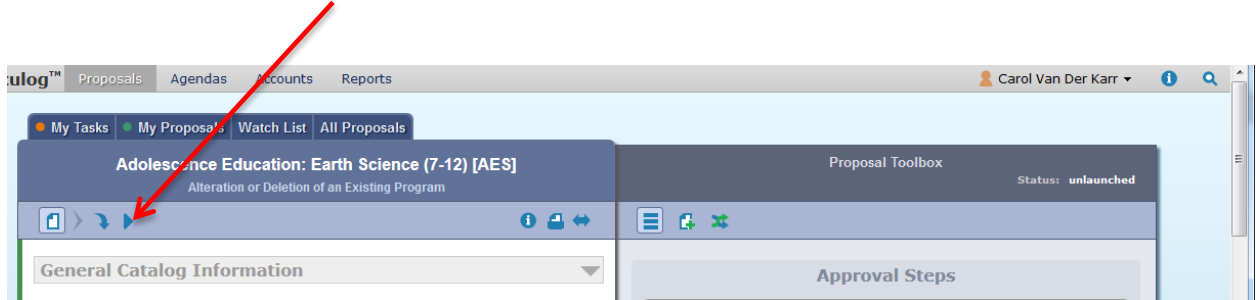 ulog™ Proposals Agendas Accounts Reports Carol Van Der Karr
My Tasks My Proposals Watch List All Proposals
Adolescence Education: Earth Science (7-12) [AES]
Alteration or Deletion of an Existing Program
Proposal Toolbox
Status: unlaunched
General Catalog Information
Approval Steps